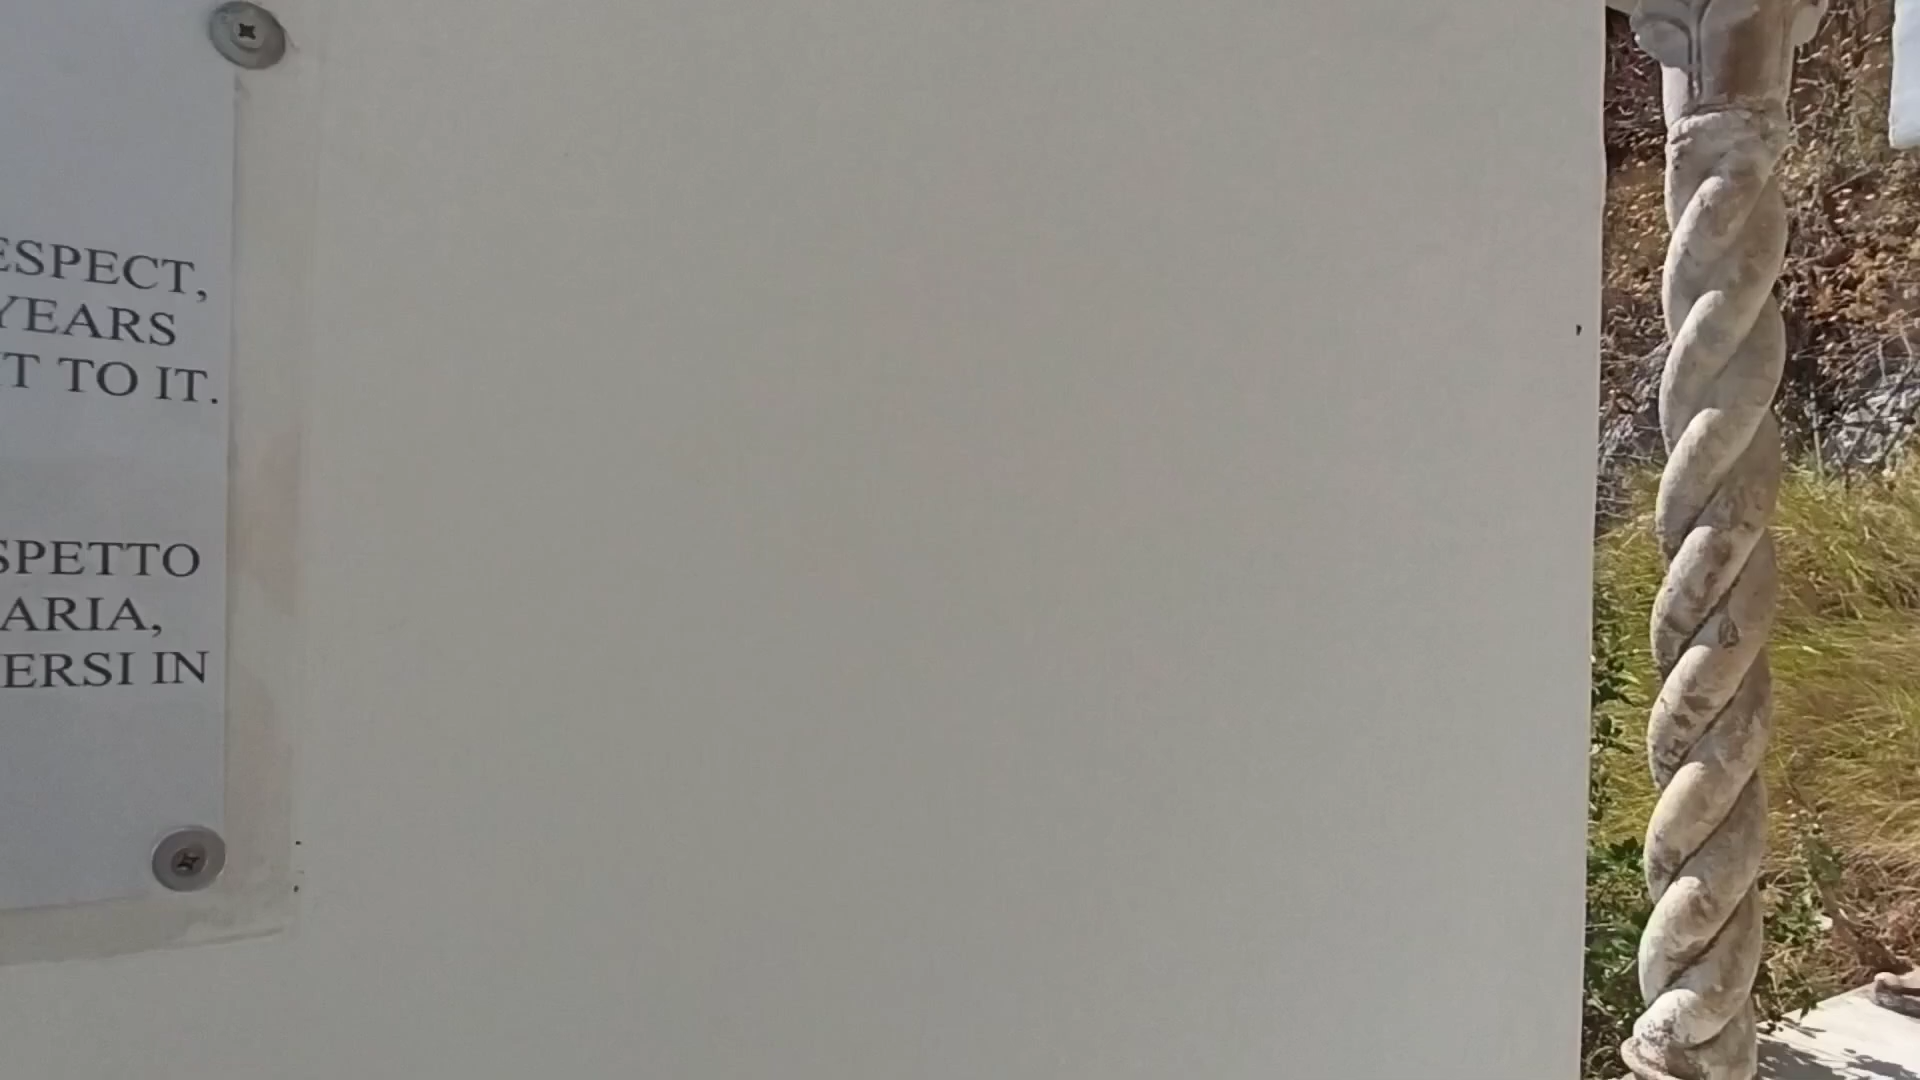 ESPECT,
YEARS
T TO IT.
SPETTO
ARIA,
ERSI IN